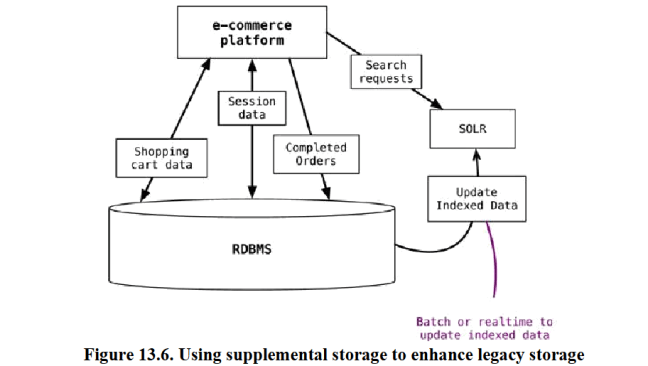 e-commerce
platform
Search
requests
Session
data
SOLR
Shopping
cart data
Completed
Orders
Update
Indexed Data
RDBMS
Batch or realtime to
update indexed data
Figure 13.6. Using supplemental storage to enhance legacy storage